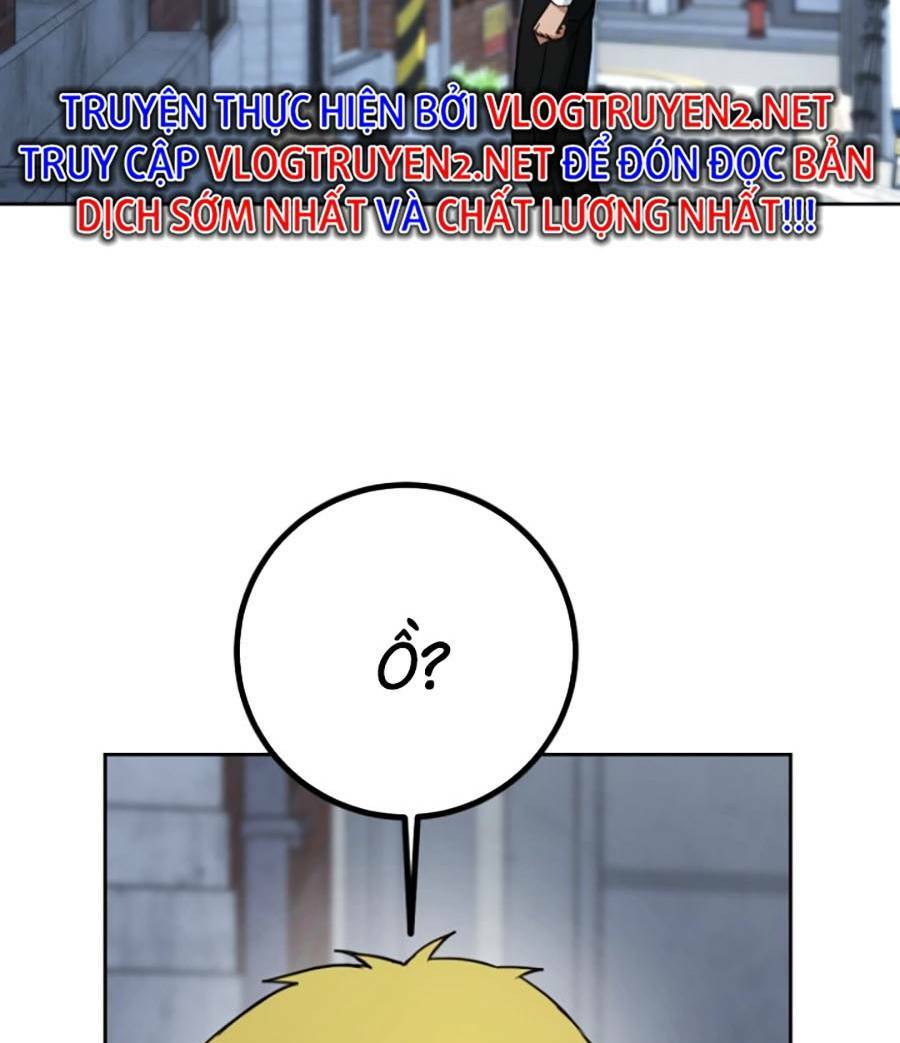 TRUYỆN THỰC HIỆN BỞI VLOGTRUYEN2.NET
TRUY CẬP VLOGTRUYEN2.NET ĐỂ ĐÓN ĐỌC BẢN
DỊCH SỚM NHẤT VÀ CHẤT LƯỢNG NHẤT!!!
Ồ?